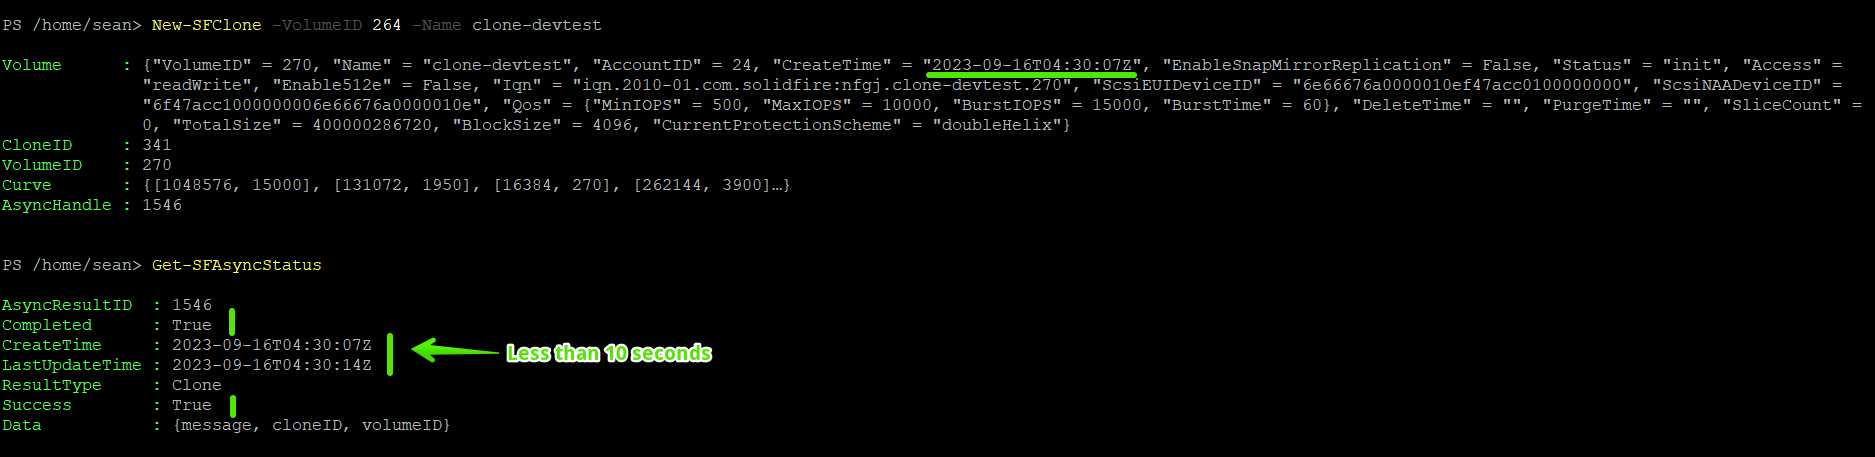 PS /home/sean> New-SFClone -VolumeID 264 -Name clone-devtest
Volume      : {"VolumeID" = 270, "Name" = "clone-devtest", "AccountID" = 24, "CreateTime" = "2023-09-16T04:30:07Z", "EnableSnapMirrorReplication" = False, "Status" = "init", "Access" =
"readWrite", "Enable512e" = False, "Iqn" = "iqn.2010-01.com.solidfire:nfgj.clone-devtest.270", "ScsiEUIDeviceID" = "6e66676a0000010ef47acc0100000000", "ScsiNAADeviceID" =
"6f47acc1000000006e66676a0000010e", "Qos" = {"MinIOPS" = 500, "MaxIOPS" = 10000, "BurstIOPS" = 15000, "BurstTime" = 60}, "DeleteTime" = "", "PurgeTime" = "", "SliceCount" =
0, "TotalSize" = 400000286720, "BlockSize" = 4096, "CurrentProtectionScheme" = "doubleHelix"}
CloneID     : 341
VolumeID    : 270
Curve       : {[1048576, 15000], [131072, 1950], [16384, 270], [262144, 3900]…}
AsyncHandle : 1546
PS /home/sean> Get-SFAsyncStatus
AsyncResultID  : 1546
Completed      : True
CreateTime     : 2023-09-16T04:30:07Z
Less than 10 seconds
LastUpdateTime : 2023-09-16T04:30:14Z
ResultType     : Clone
Success        : True
Data           : {message, cloneID, volumeID}